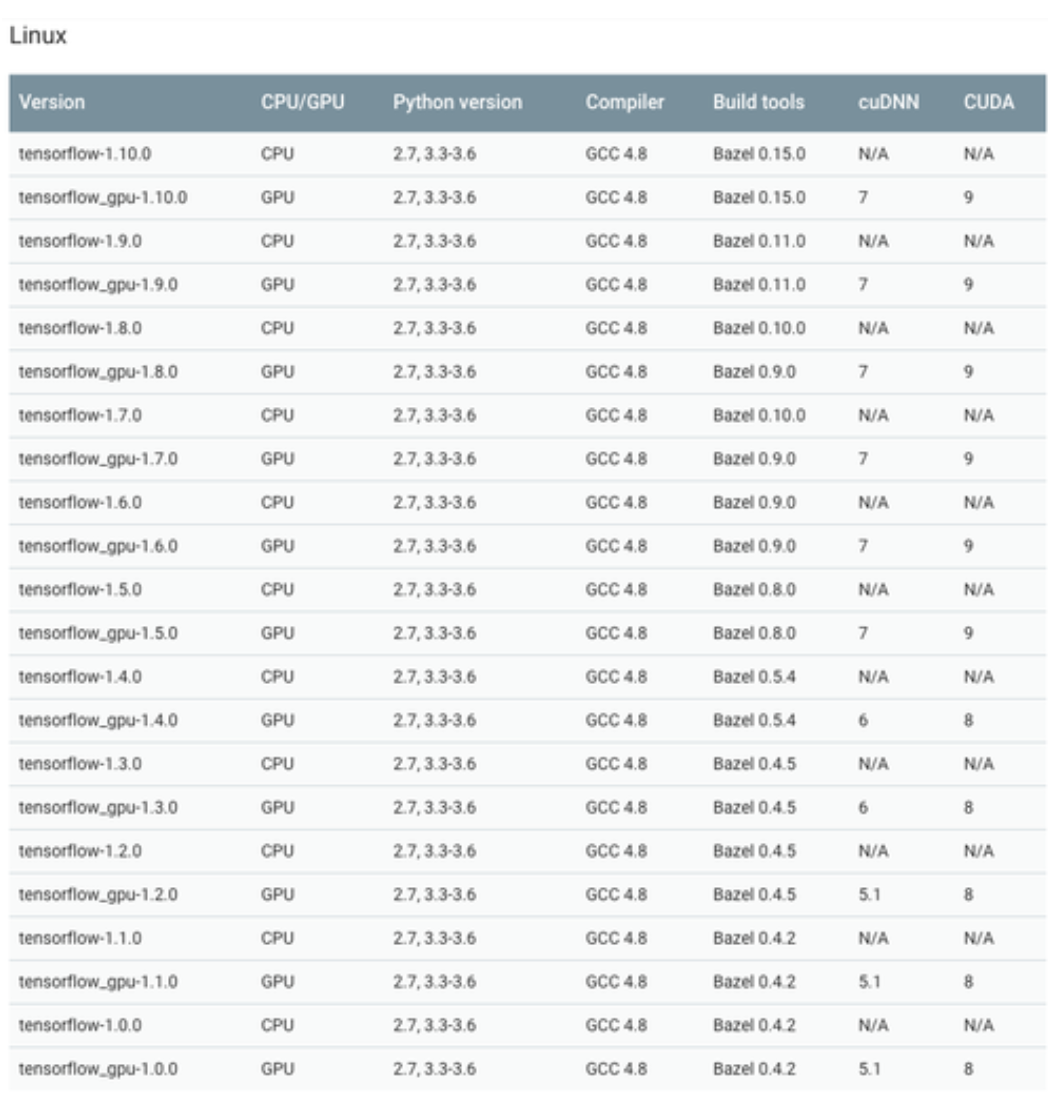 Linux
Version CPU/GPU Python version Compiler Build tools cuDNN CUDA
tensorflow-1.10.0 CPU 2.7, 3.3-3.6 GCC 4.8 Bazel 0.15.0 N/A N/A
tensorflow_gpu-1.10.0 GPU 2.7, 3.3-3.6 GCC 4.8 Bazel 0.15.0 7 9
tensorflow-1.9.0 CPU 2.7, 3.3-3.6 GCC 4.8 Bazel 0.11.0 N/A N/A
tensorflow_gpu-1.9.0 GPU 2.7, 3.3-3.6 GCC 4.8 Bazel 0.11.0 7 9
tensorflow-1.8.0 CPU 2.7, 3.3-3.6 GCC 4.8 Bazel 0.10.0 N/A N/A
tensorflow_gpu-1.8.0 GPU 2.7, 3.3-3.6 GCC 4.8 Bazel 0.9.0 7 9
tensorflow-1.7.0 CPU 2.7, 3.3-3.6 GCC 4.8 Bazel 0.10.0 N/A N/A
tensorflow_gpu-1.7.0 GPU 2.7, 3.3-3.6 GCC 4.8 Bazel 0.9.0 7 9
tensorflow-1.6.0 CPU 2.7, 3.3-3.6 GCC 4.8 Bazel 0.9.0 N/A N/A
tensorflow_gpu-1.6.0 GPU 2.7, 3.3-3.6 GCC 4.8 Bazel 0.9.0 7 9
tensorflow-1.5.0 CPU 2.7, 3.3-3.6 GCC 4.8 Bazel 0.8.0 N/A N/A
tensorflow_gpu-1.5.0 GPU 2.7, 3.3-3.6 GCC 4.8 Bazel 0.8.0 7 9
tensorflow-1.4.0 CPU 2.7, 3.3-3.6 GCC 4.8 Bazel 0.5.4 N/A N/A
tensorflow_gpu-1.4.0 GPU 2.7, 3.3-3.6 GCC 4.8 Bazel 0.5.4 6 8
tensorflow-1.3.0 CPU 2.7, 3.3-3.6 GCC 4.8 Bazel 0.4.5 N/A N/A
tensorflow_gpu-1.3.0 GPU 2.7, 3.3-3.6 GCC 4.8 Bazel 0.4.5 6 8
tensorflow-1.2.0 CPU 2.7, 3.3-3.6 GCC 4.8 Bazel 0.4.5 N/A N/A
tensorflow_gpu-1.2.0 GPU 2.7, 3.3-3.6 GCC 4.8 Bazel 0.4.5 5.1 8
tensorflow-1.1.0 CPU 2.7, 3.3-3.6 GCC 4.8 Bazel 0.4.2 N/A N/A
tensorflow_gpu-1.1.0 GPU 2.7, 3.3-3.6 GCC 4.8 Bazel 0.4.2 5.1 8
tensorflow-1.0.0 CPU 2.7, 3.3-3.6 GCC 4.8 Bazel 0.4.2 N/A N/A
tensorflow_gpu-1.0.0 GPU 2.7, 3.3-3.6 GCC 4.8 Bazel 0.4.2 5.1 8